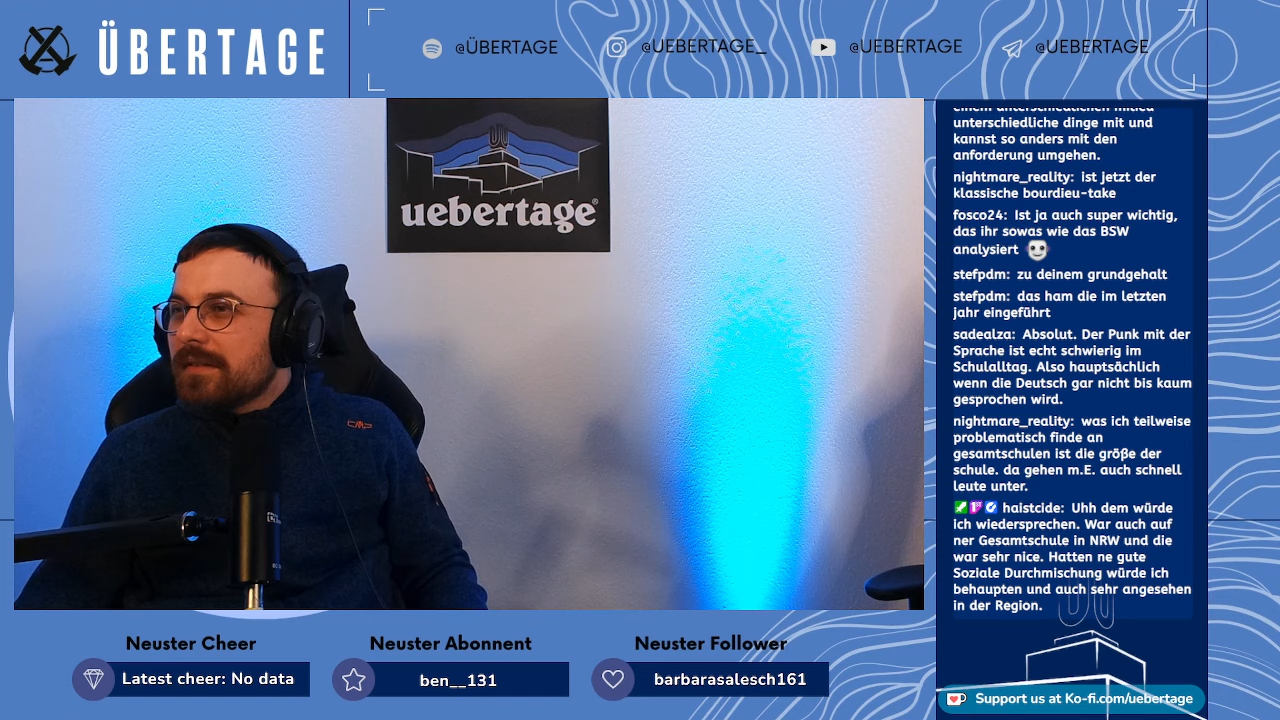 ÜBERTAGE
@ÜBERTAGE
@UEBERTAGE_
@UEBERTAGE
@UEBERTAGE
uebertage®
einem unterschiedlichen
unterschiedliche dinge mit und
kannst so anders mit den
anforderung umgehen.
nightmare_reality: ist jetzt der
klassische bourdieu-take
fosco24: Ist ja auch super wichtig,
das ihr sowas wie das BSW
analysiert
stefpdm: zu deinem grundgehalt
stefpdm: das ham die im letzten
jahr eingeführt
sadealza: Absolut. Der Punk mit der
Sprache ist echt schwierig im
Schulalltag. Also hauptsächlich
wenn die Deutsch gar nicht bis kaum
gesprochen wird.
nightmare_reality: was ich teilweise
problematisch finde an
gesamtschulen ist die größe der
schule. da gehen m.E. auch schnell
leute unter.
haistcide: Uhh dem würde
ich wiedersprechen. War auch auf
ner Gesamtschule in NRW und die
war sehr nice. Hatten ne gute
Soziale Durchmischung würde ich
behaupten und auch sehr angesehen
in der Region.
Neuster Cheer
Latest cheer: No data
Neuster Abonnent
ben__131
Neuster Follower
barbarasalesch161
Support us at Ko-fi.com/uebertage